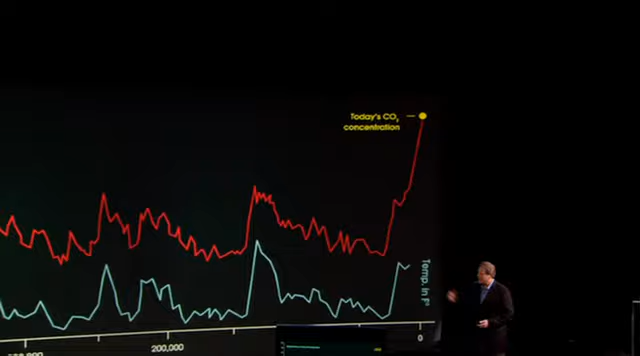 Today's CO₂
concentration
Temp. in F°
200,000
0